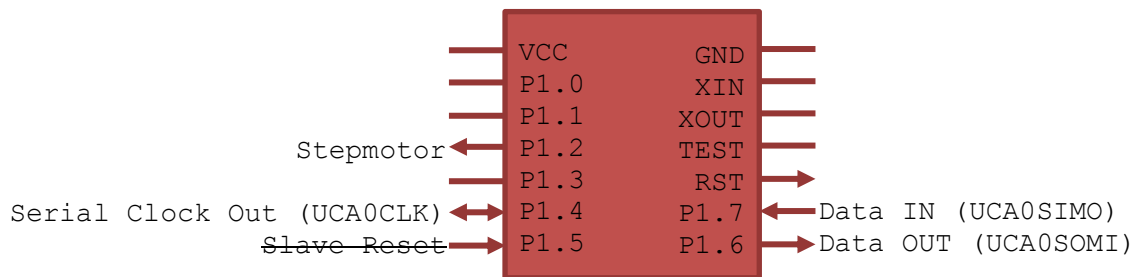 VCC GND
P1.0 XIN
P1.1 XOUT
Stepmotor P1.2 TEST
P1.3 RST
Serial Clock Out (UCA0CLK) P1.4 P1.7 Data IN (UCA0SIMO)
Slave Reset P1.5 P1.6 Data OUT (UCA0SOMI)